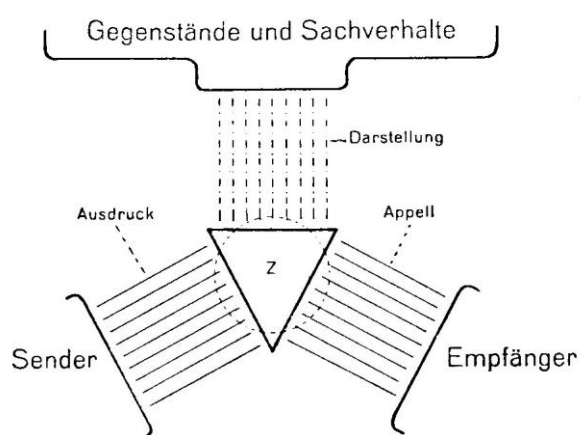 Gegenstände und Sachverhalte
Darstellung
Ausdruck
Appell
Z
Sender
Empfänger